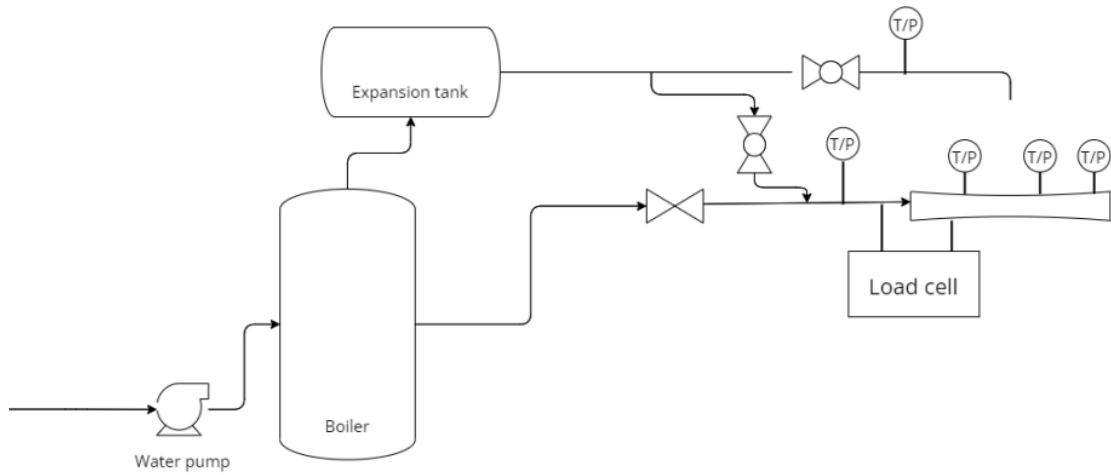 T/P
Expansion tank
T/P
T/P
T/P
T/P
Load cell
Boiler
Water pump